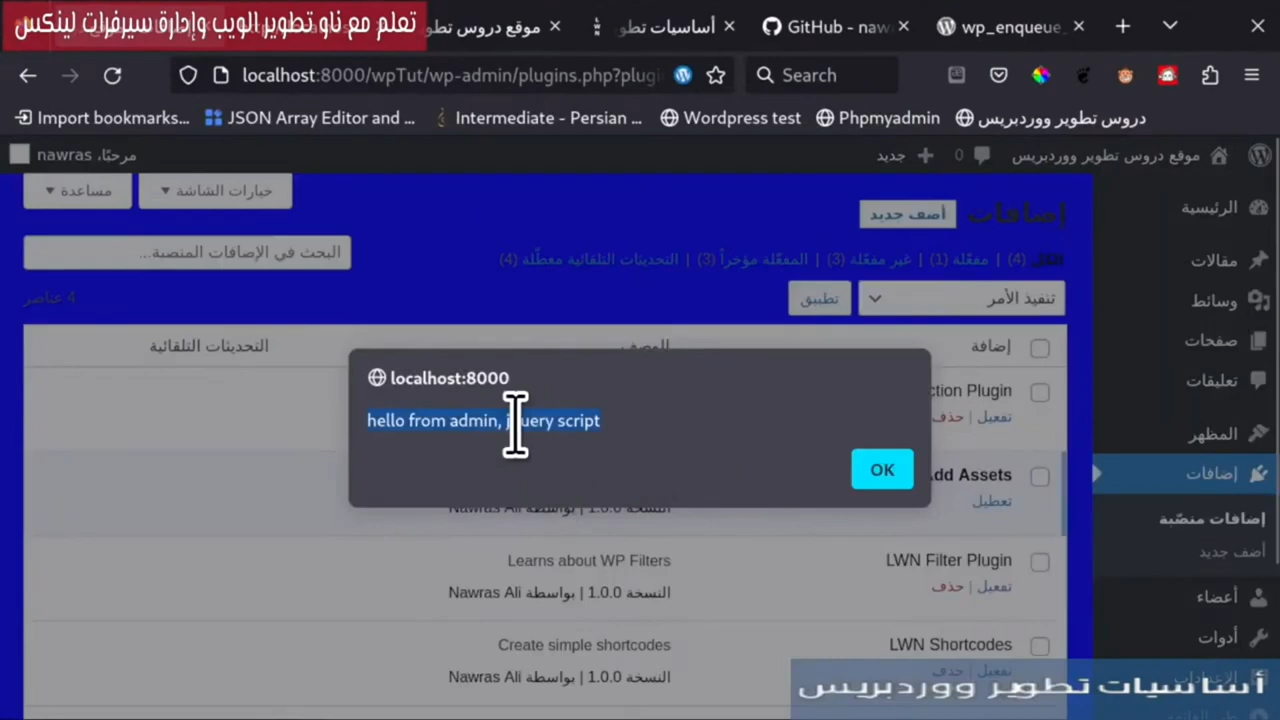 تعلم مع ناو تطوير الويب وإدارة سيرفرات لينكس
موقع دروس تط
أساسيات تطو
GitHub - naw
wp_enqueue_
localhost:8000/wpTut/wp-admin/plugins.php?plugi
Search
Import bookmarks...
JSON Array Editor and ...
Intermediate - Persian ...
Wordpress test
Phpmyadmin
دروس تطوير ووردبريس
موقع دروس تطوير ووردبريس
0
جديد
مرحبًا، nawras
خيارات الشاشة
مساعدة
إضافات
أضف جديد
الكل (4) | مفعّلة (1) | غير مفعّلة (3) | المفعّلة مؤخراً (3) | التحديثات التلقائية معطّلة (4)
البحث في الإضافات المنصبة...
تنفيذ الأمر
تطبيق
4 عناصر
إضافة
الوصف
التحديثات التلقائية
ction Plugin
تفعيل | حذف
dd Assets
تعطيل
النسخة 1.0.0 | بواسطة Nawras Ali
LWN Filter Plugin
Learns about WP Filters
تفعيل | حذف
النسخة 1.0.0 | بواسطة Nawras Ali
LWN Shortcodes
Create simple shortcodes
تفعيل | حذف
النسخة 1.0.0 | بواسطة Nawras Ali
localhost:8000
hello from admin, jquery script
OK
الرئيسية
مقالات
وسائط
صفحات
تعليقات
المظهر
إضافات
إضافات منصّبة
أضف جديد
أعضاء
أدوات
الإعدادات
أساسيات تطوير ووردبريس